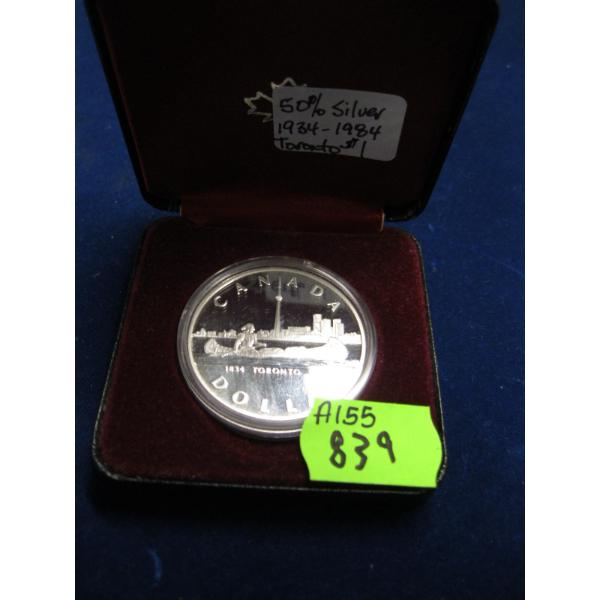 50% Silver
1934-1984
Toronto $1
CANADA
1834 TORONTO
DOLL
A155
839